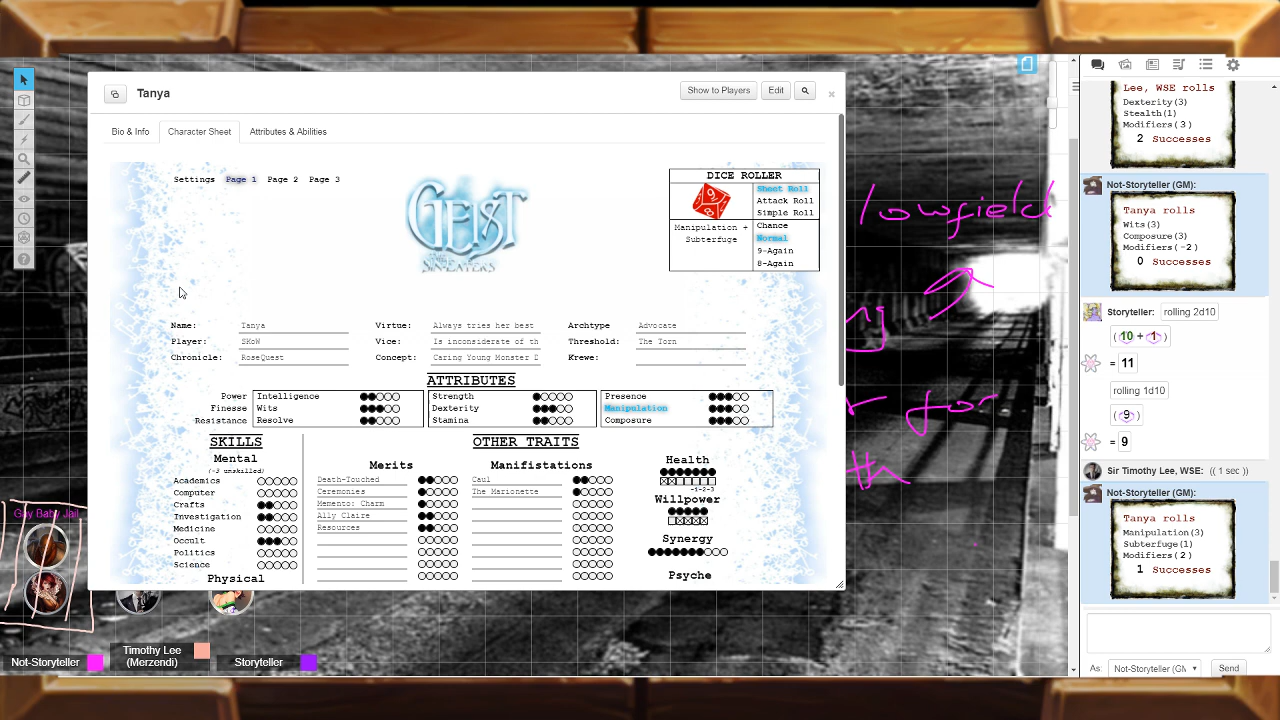 Tanya
Show to Players
Edit
Bio & Info
Character Sheet
Attributes & Abilities
Settings Page 1 Page 2 Page 3
GEIST
SIN-EATERS
DICE ROLLER
Sheet Roll
Attack Roll
Simple Roll
Manipulation +
Subterfuge
Chance
Normal
9-Again
8-Again
Name: Tanya
Virtue: Always tries her best
Archtype Advocate
Player: SKoW
Vice: Is inconsiderate of th
Threshold: The Torn
Chronicle: RoseQuest
Concept: Caring Young Monster
Krewe:
ATTRIBUTES
Power Intelligence Strength Presence
Finesse Wits Dexterity Manipulation
Resistance Resolve Stamina Composure
SKILLS
Mental
(-3 unskilled)
Academics
Computer
Crafts
Investigation
Medicine
Occult
Politics
Science
Physical
OTHER TRAITS
Merits
Death-Touched
Ceremonies
Memento: Charm
Ally Claire
Resources
Manifistations
Caul
The Marionette
Health
-1-2-3
Willpower
Synergy
Psyche
lowfield
for
th
Gay Baby Jail
Not-Storyteller
Timothy Lee
(Merzendi)
Storyteller
Lee, WSE rolls
Dexterity(3)
Stealth(1)
Modifiers(3)
2 Successes
Not-Storyteller (GM):
Tanya rolls
Wits(3)
Composure(3)
Modifiers(-2)
0 Successes
Storyteller: rolling 2d10
(10 + 1)
= 11
rolling 1d10
(9)
= 9
Sir Timothy Lee, WSE: (( 1 sec ))
Not-Storyteller (GM):
Tanya rolls
Manipulation(3)
Subterfuge(1)
Modifiers(2)
1 Successes
As: Not-Storyteller (GM
Send